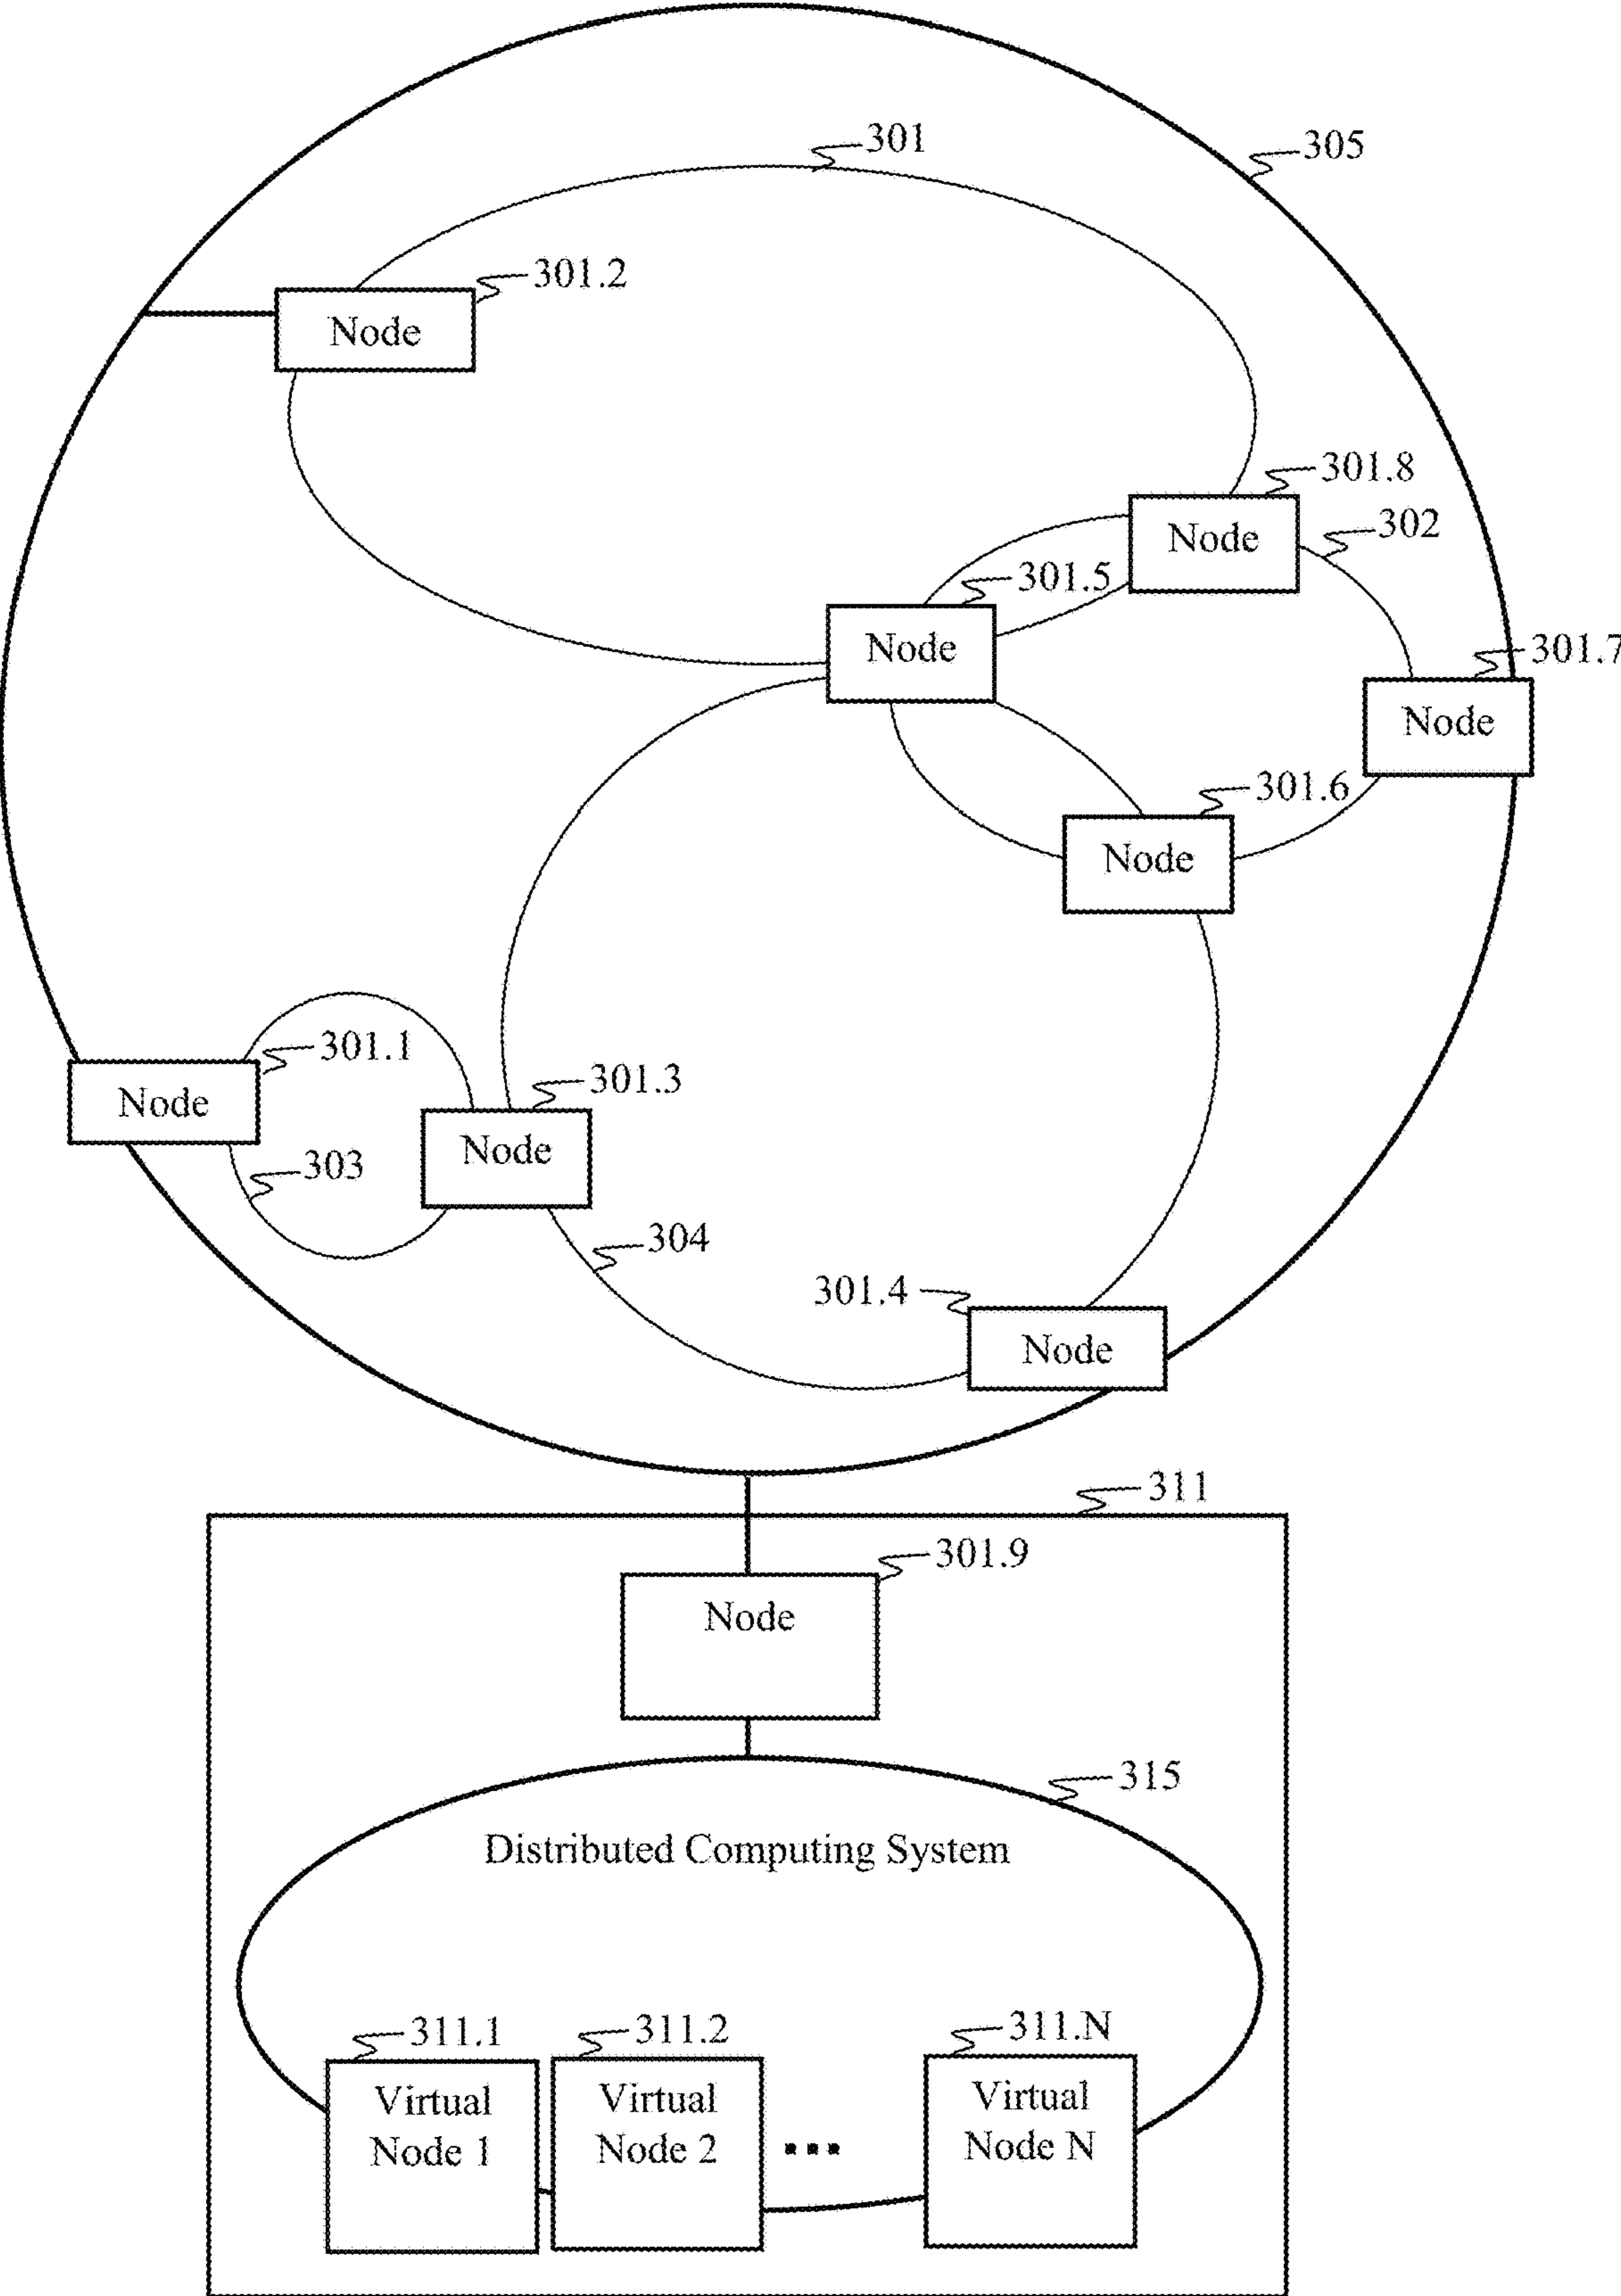 301
305
301.2
Node
301.8
302
Node
301.5
Node
301.7
Node
301.6
Node
301.1
Node
301.3
Node
303
304
301.4
Node
311
301.9
Node
315
Distributed Computing System
311.1
311.2
311.N
Virtual
Node 1
Virtual
Node 2
...
Virtual
Node N